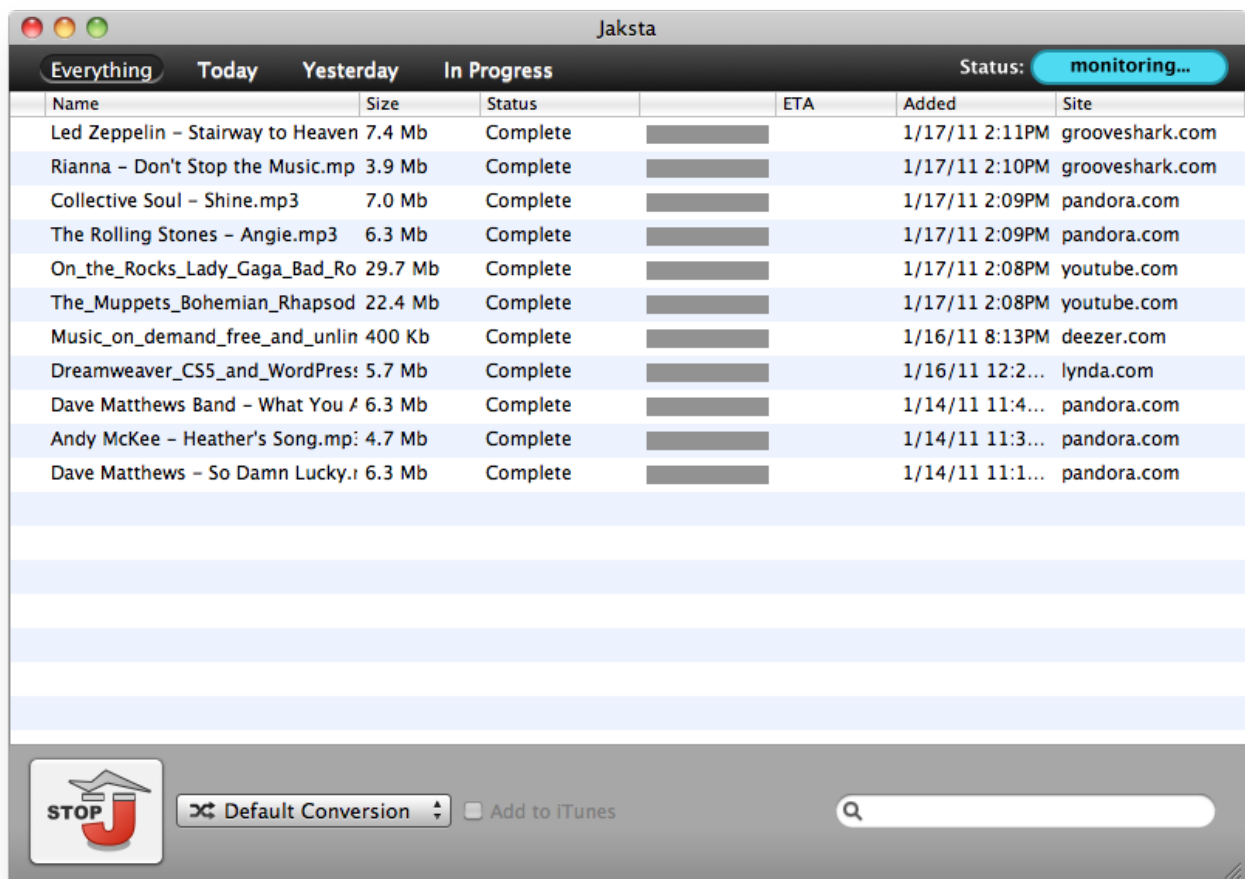 Jaksta
Everything Today Yesterday In Progress Status: monitoring...
Name Size Status ETA Added Site
Led Zeppelin – Stairway to Heaven 7.4 Mb Complete 1/17/11 2:11PM grooveshark.com
Rianna – Don't Stop the Music.mp 3.9 Mb Complete 1/17/11 2:10PM grooveshark.com
Collective Soul – Shine.mp3 7.0 Mb Complete 1/17/11 2:09PM pandora.com
The Rolling Stones – Angie.mp3 6.3 Mb Complete 1/17/11 2:09PM pandora.com
On_the_Rocks_Lady_Gaga_Bad_Ro 29.7 Mb Complete 1/17/11 2:08PM youtube.com
The_Muppets_Bohemian_Rhapsod 22.4 Mb Complete 1/17/11 2:08PM youtube.com
Music_on_demand_free_and_unlim 400 Kb Complete 1/16/11 8:13PM deezer.com
Dreamweaver_CS5_and_WordPress 5.7 Mb Complete 1/16/11 12:2... lynda.com
Dave Matthews Band – What You A 6.3 Mb Complete 1/14/11 11:4... pandora.com
Andy McKee – Heather's Song.mp3 4.7 Mb Complete 1/14/11 11:3... pandora.com
Dave Matthews – So Damn Lucky.r 6.3 Mb Complete 1/14/11 11:1... pandora.com
STOP J Default Conversion Add to iTunes